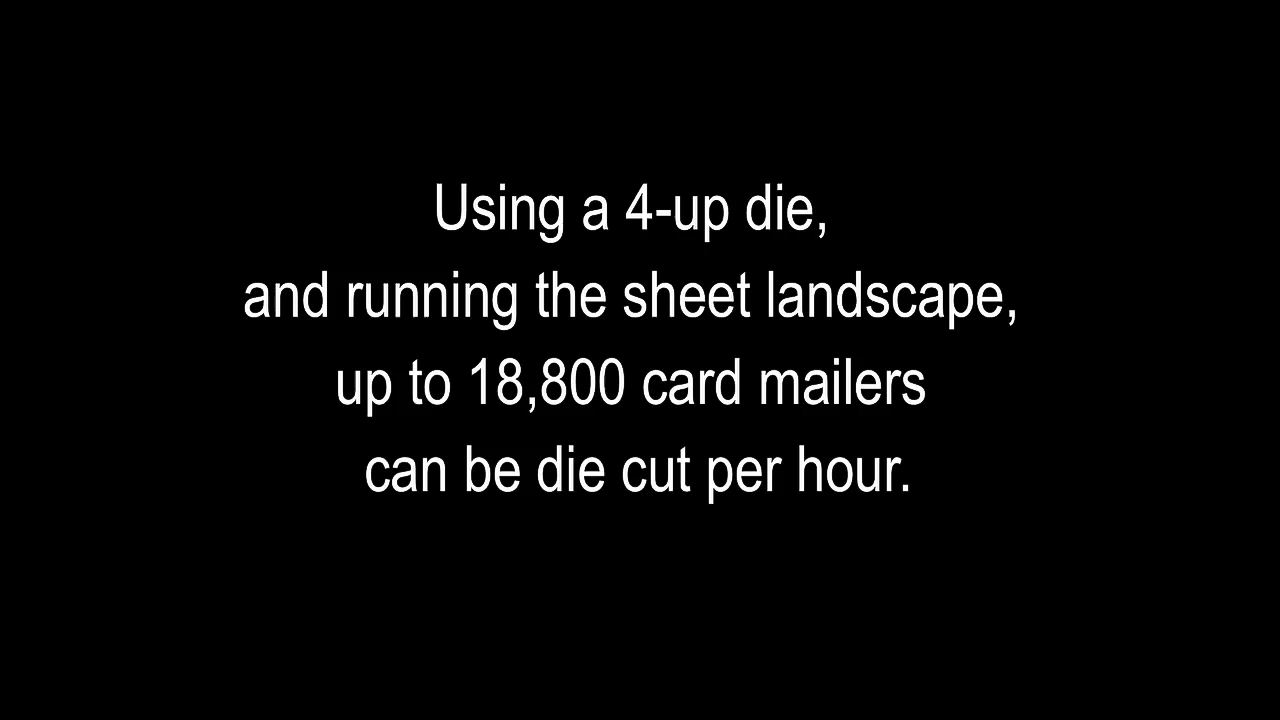 Using a 4-up die,
and running the sheet landscape,
up to 18,800 card mailers
can be die cut per hour.